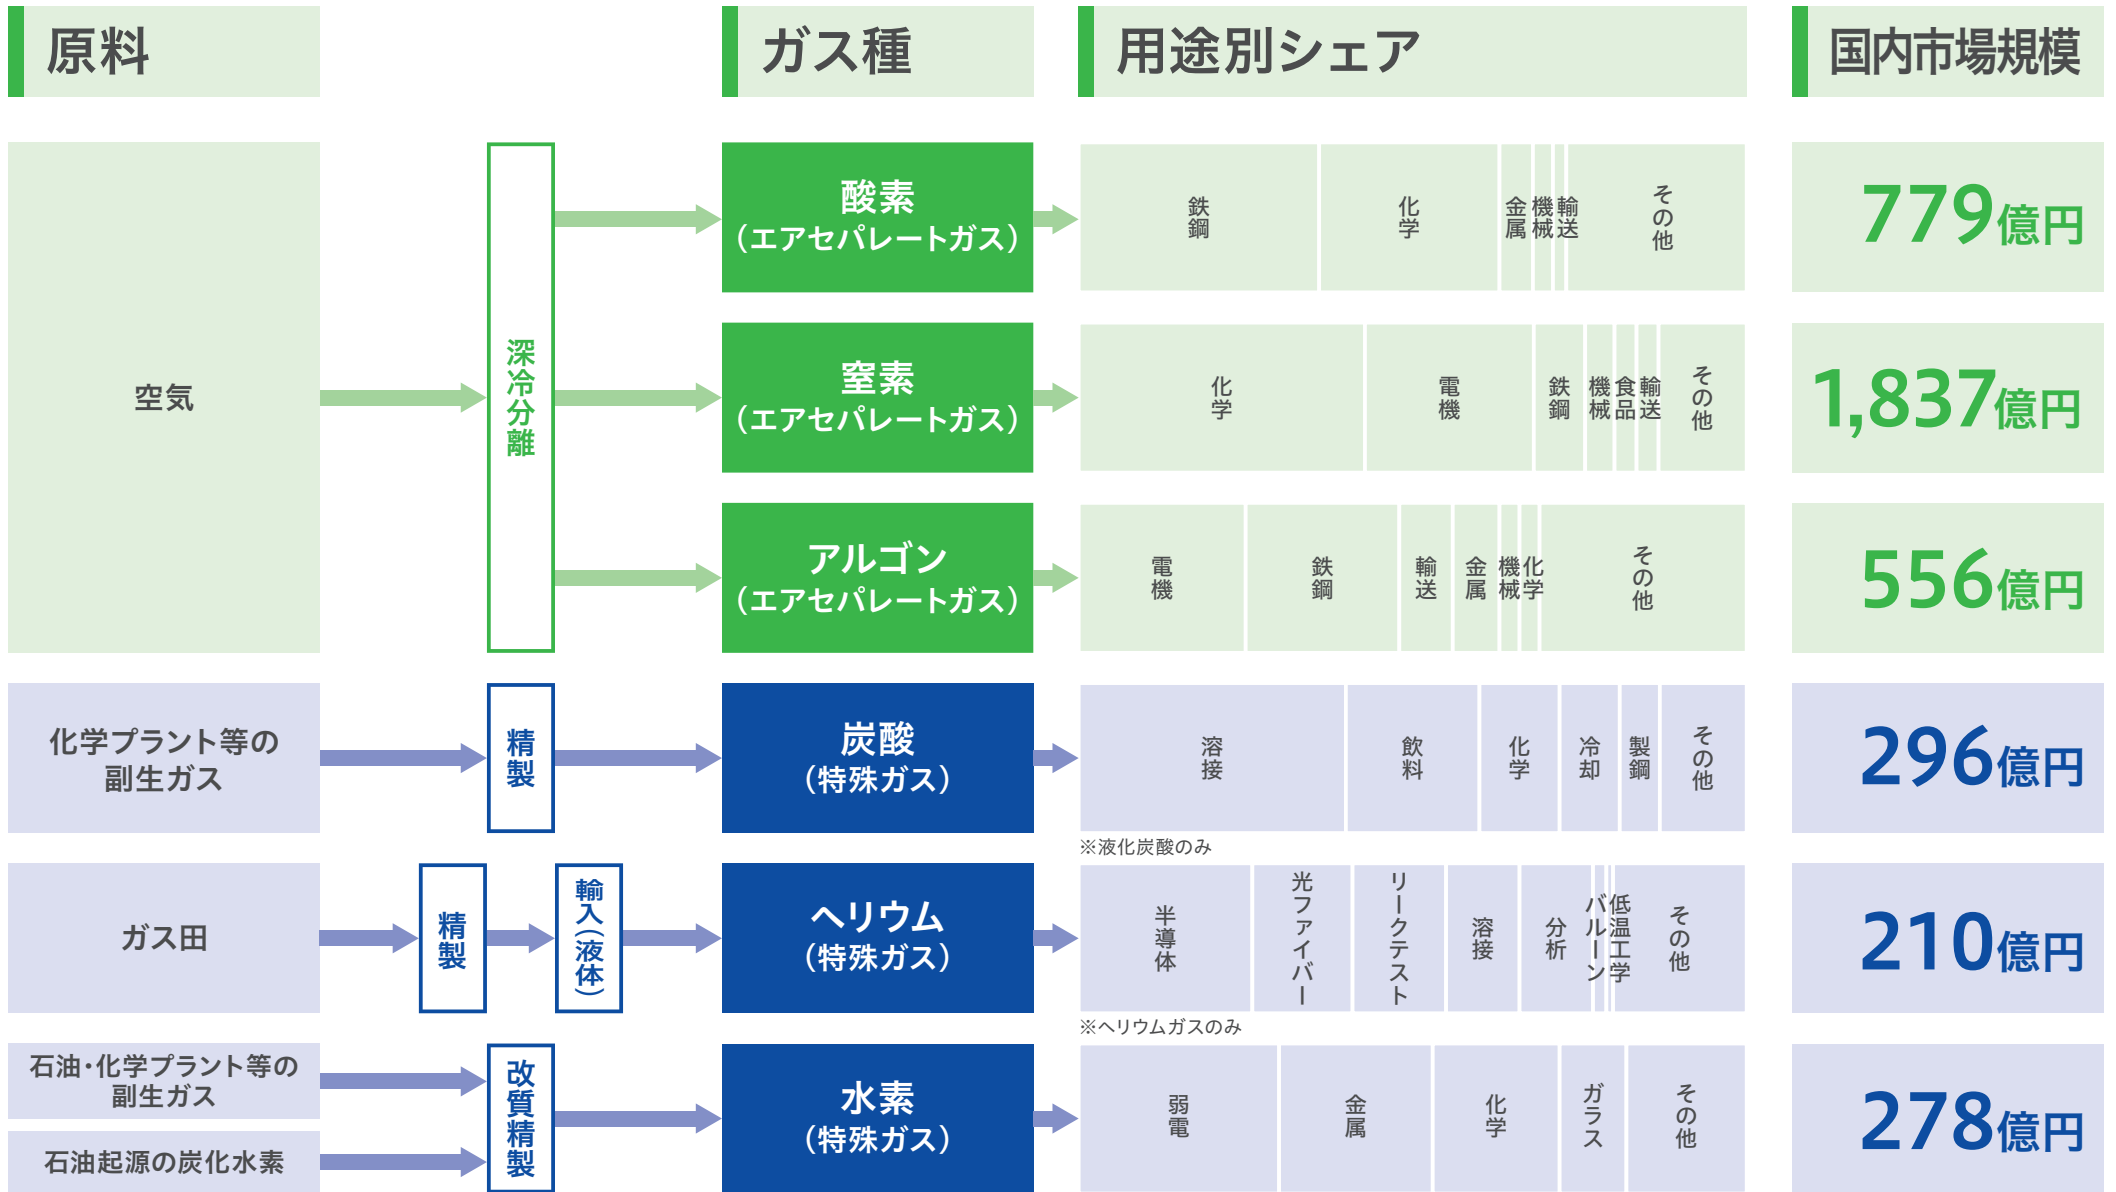 原料
ガス種
用途別シェア
国内市場規模
空気
深冷分離
酸素
（エアセパレートガス）
鉄鋼
化学
金属
機械
輸送
その他
779億円
窒素
（エアセパレートガス）
化学
電機
鉄鋼
機械
食品
輸送
その他
1,837億円
アルゴン
（エアセパレートガス）
電機
鉄鋼
輸送
金属
機械
化学
その他
556億円
化学プラント等の
副生ガス
精製
炭酸
（特殊ガス）
溶接
飲料
化学
冷却
製鋼
その他
296億円
※液化炭酸のみ
ガス田
精製
輸入（液体）
ヘリウム
（特殊ガス）
半導体
光ファイバー
リークテスト
溶接
分析
バルーン
低温工学
その他
210億円
※ヘリウムガスのみ
石油・化学プラント等の
副生ガス
石油起源の炭化水素
改質精製
水素
（特殊ガス）
弱電
金属
化学
ガラス
その他
278億円